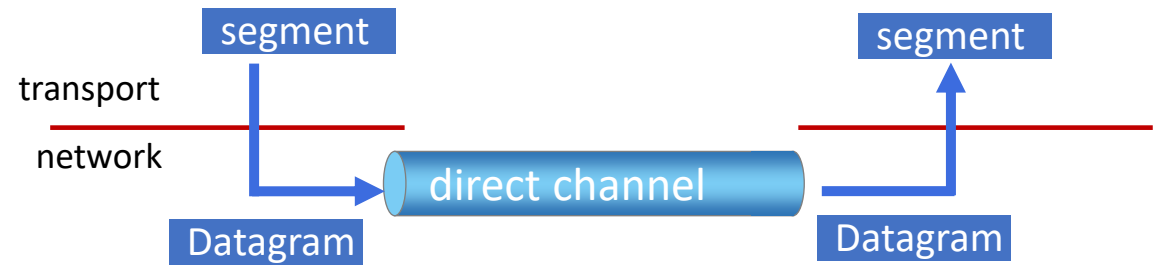 segment
segment
transport
network
direct channel
Datagram
Datagram